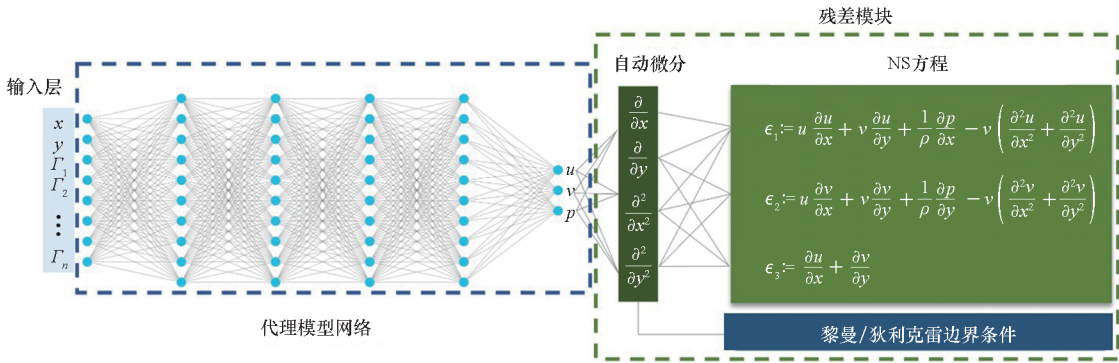 残差模块
自动微分
NS方程
输入层
x
y
Γ₁
Γ₂
⋮
Γₙ
u
v
p
∂/∂x
∂/∂y
∂²/∂x²
∂²/∂y²
ϵ₁:= u ∂u/∂x + v ∂u/∂y + 1/ρ ∂p/∂x − v (∂²u/∂x² + ∂²u/∂y²)
ϵ₂:= u ∂v/∂x + v ∂v/∂y + 1/ρ ∂p/∂y − v (∂²v/∂x² + ∂²v/∂y²)
ϵ₃:= ∂u/∂x + ∂v/∂y
代理模型网络
黎曼/狄利克雷边界条件